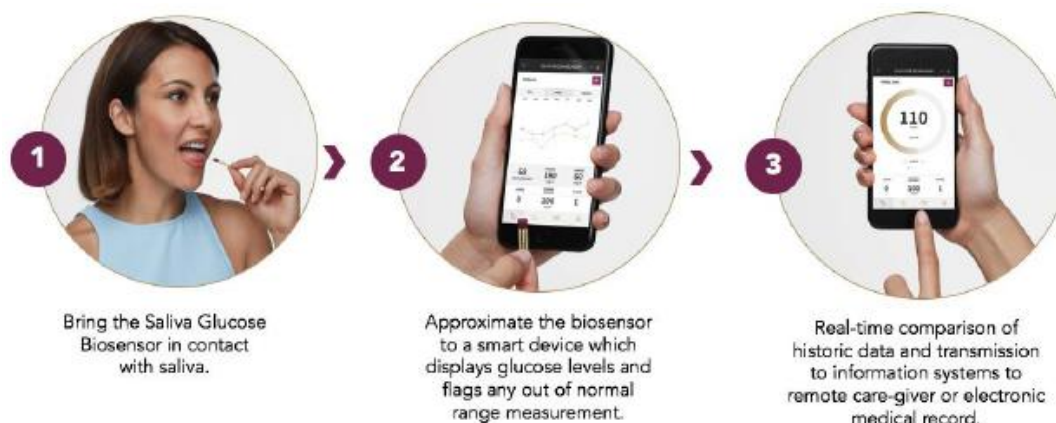 1
Bring the Saliva Glucose
Biosensor in contact
with saliva.
2
Approximate the biosensor
to a smart device which
displays glucose levels and
flags any out of normal
range measurement.
3
110
Real-time comparison of
historic data and transmission
to information systems to
remote care-giver or electronic
medical record.